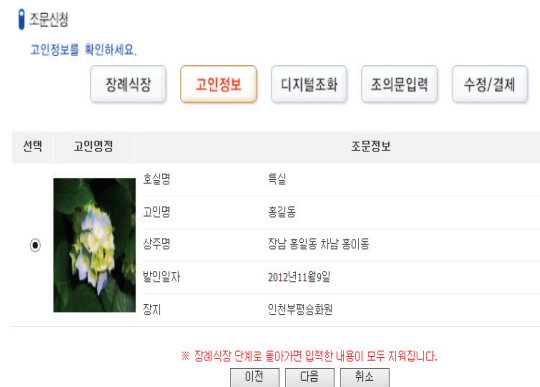 조문신청
고인정보를 확인하세요.
장례식장 고인정보 디지털조화 조의문입력 수정/결제
선택 고인영정 조문정보
호실명 특실
고인명 홍길동
상주명 장남 홍일동 차남 홍이동
발인일자 2012년11월9일
장지 인천부평승화원
※ 장례식장 단계로 돌아가면 입력한 내용이 모두 지워집니다.
이전 다음 취소